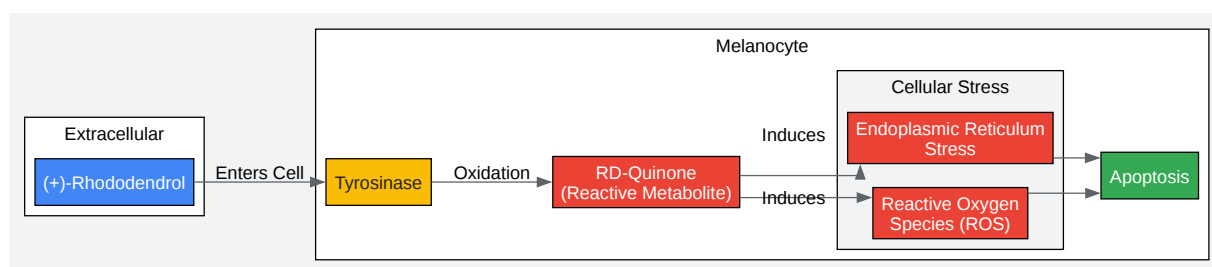 Melanocyte
Cellular Stress
Extracellular
(+)-Rhododendrol
Enters Cell
Tyrosinase
Oxidation
RD-Quinone
(Reactive Metabolite)
Induces
Induces
Endoplasmic Reticulum
Stress
Reactive Oxygen
Species (ROS)
Apoptosis